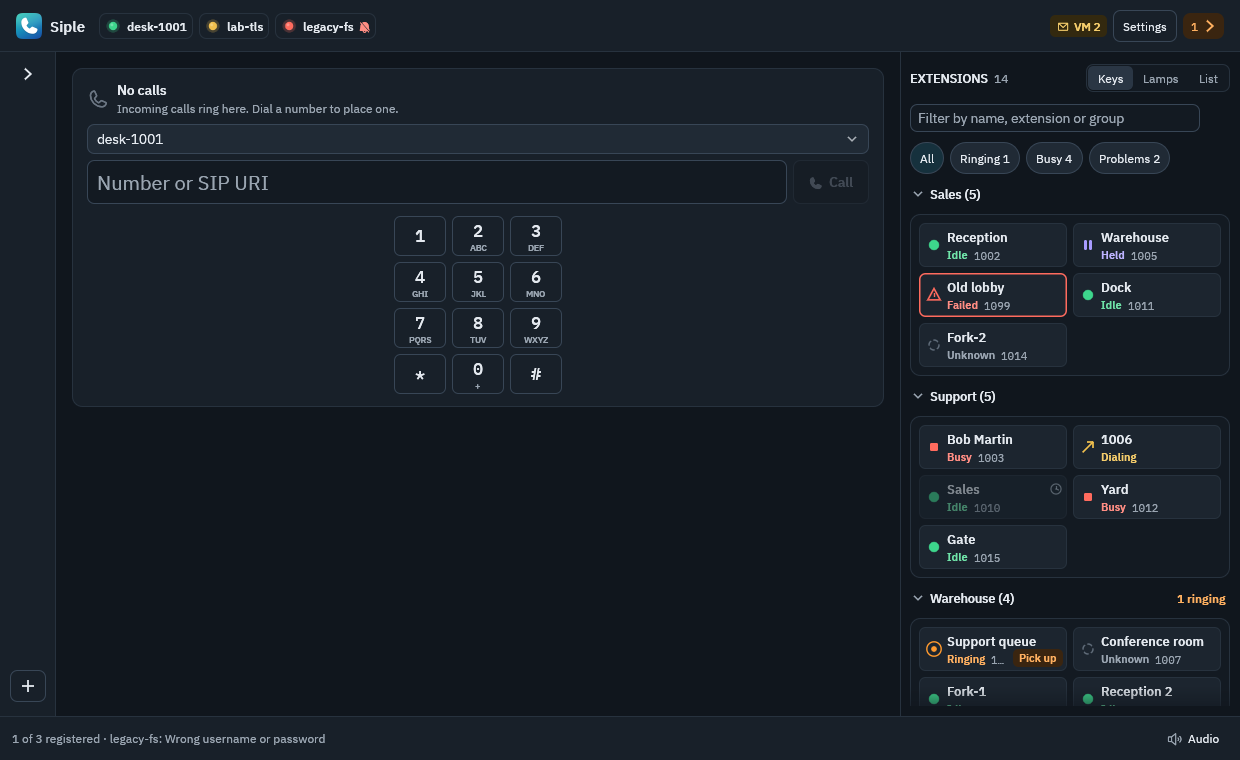 Siple
desk-1001
lab-tls
legacy-fs
VM 2
Settings
1
No calls
Incoming calls ring here. Dial a number to place one.
desk-1001
Number or SIP URI
Call
1
2
ABC
3
DEF
4
GHI
5
JKL
6
MNO
7
PQRS
8
TUV
9
WXYZ
*
0
+
#
EXTENSIONS 14
Keys
Lamps
List
Filter by name, extension or group
All
Ringing 1
Busy 4
Problems 2
Sales (5)
Reception
Idle 1002
Warehouse
Held 1005
Old lobby
Failed 1099
Dock
Idle 1011
Fork-2
Unknown 1014
Support (5)
Bob Martin
Busy 1003
1006
Dialing
Sales
Idle 1010
Yard
Busy 1012
Gate
Idle 1015
Warehouse (4)
1 ringing
Support queue
Ringing 1…
Pick up
Conference room
Unknown 1007
Fork-1
Reception 2
1 of 3 registered · legacy-fs: Wrong username or password
Audio